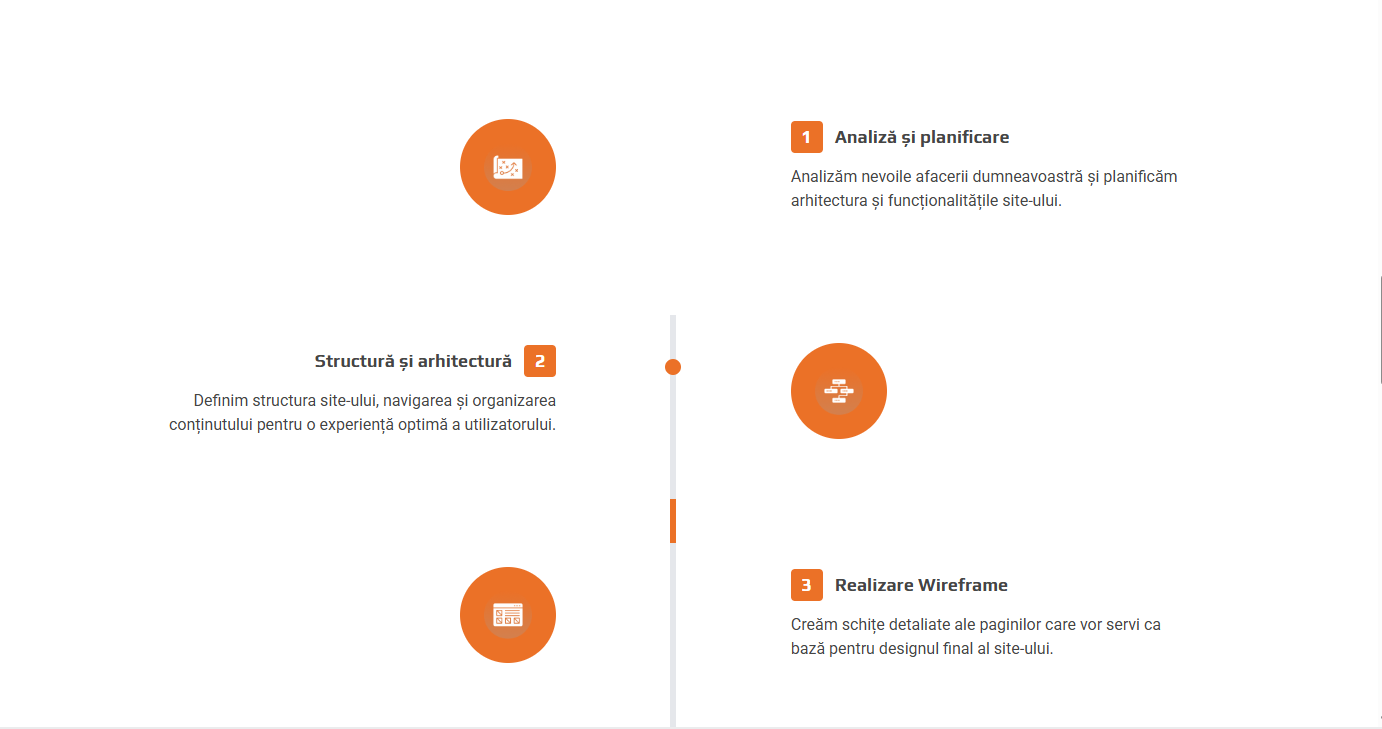 1 Analiză și planificare
Analizăm nevoile afacerii dumneavoastră și planificăm
arhitectura și funcționalitățile site-ului.
Structură și arhitectură 2
Definim structura site-ului, navigarea și organizarea
conținutului pentru o experiență optimă a utilizatorului.
3 Realizare Wireframe
Creăm schițe detaliate ale paginilor care vor servi ca
bază pentru designul final al site-ului.